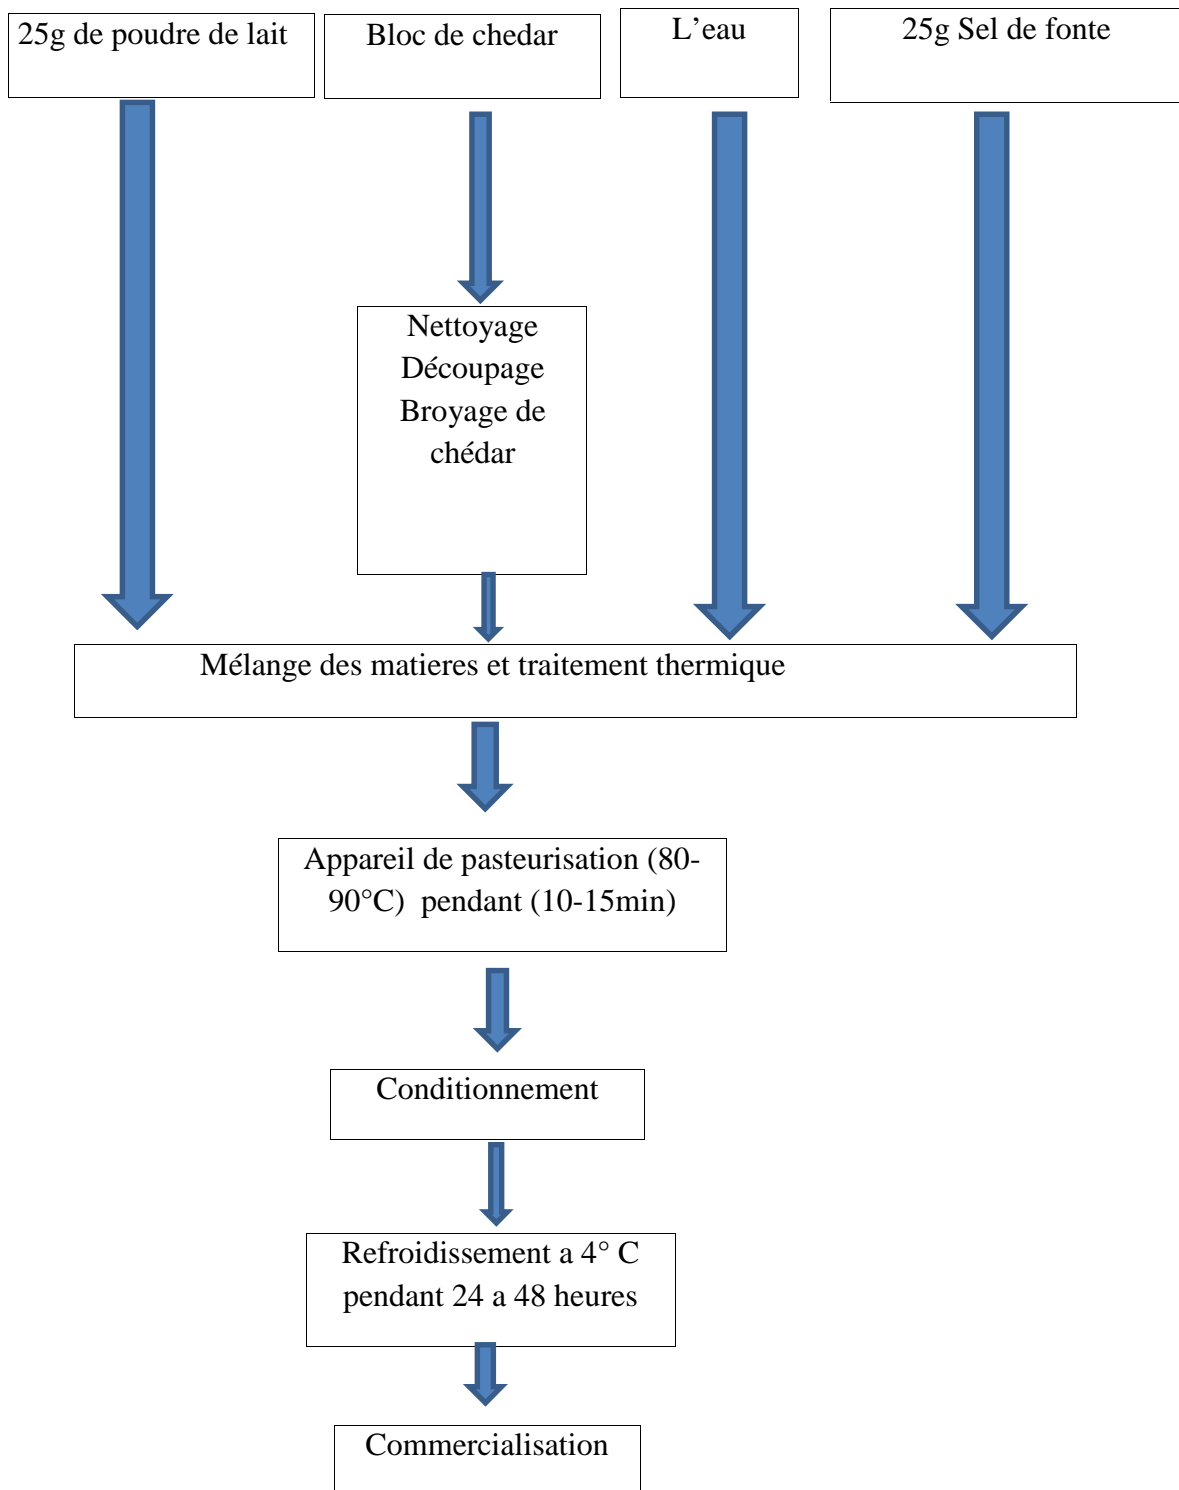 25g de poudre de lait
Bloc de chedar
L’eau
25g Sel de fonte
Nettoyage
Découpage
Broyage de
chédar
Mélange des matieres et traitement thermique
Appareil de pasteurisation (80-
90°C)  pendant (10-15min)
Conditionnement
Refroidissement a 4° C
pendant 24 a 48 heures
Commercialisation